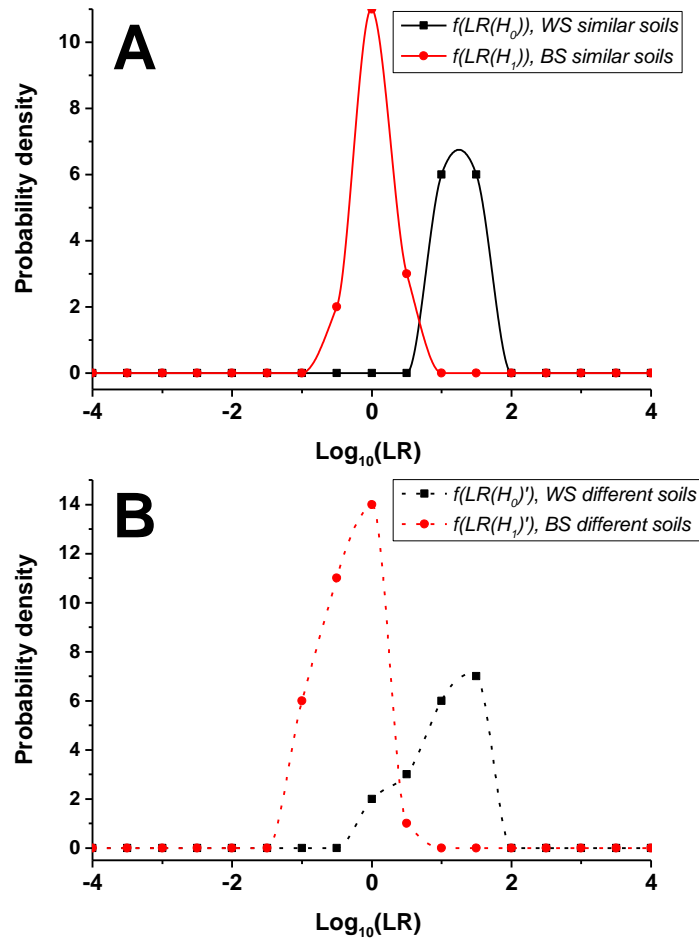 A
f(LR(H₀)), WS similar soils
f(LR(H₁)), BS similar soils
10
8
6
4
2
0
Probability density
-4 -2 0 2 4
Log₁₀(LR)
B
f(LR(H₀)'), WS different soils
f(LR(H₁)'), BS different soils
14
12
10
8
6
4
2
0
Probability density
-4 -2 0 2 4
Log₁₀(LR)